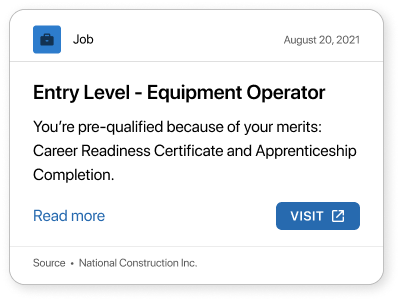 Job
August 20, 2021
Entry Level - Equipment Operator
You’re pre-qualified because of your merits:
Career Readiness Certificate and Apprenticeship
Completion.
Read more
VISIT
Source • National Construction Inc.